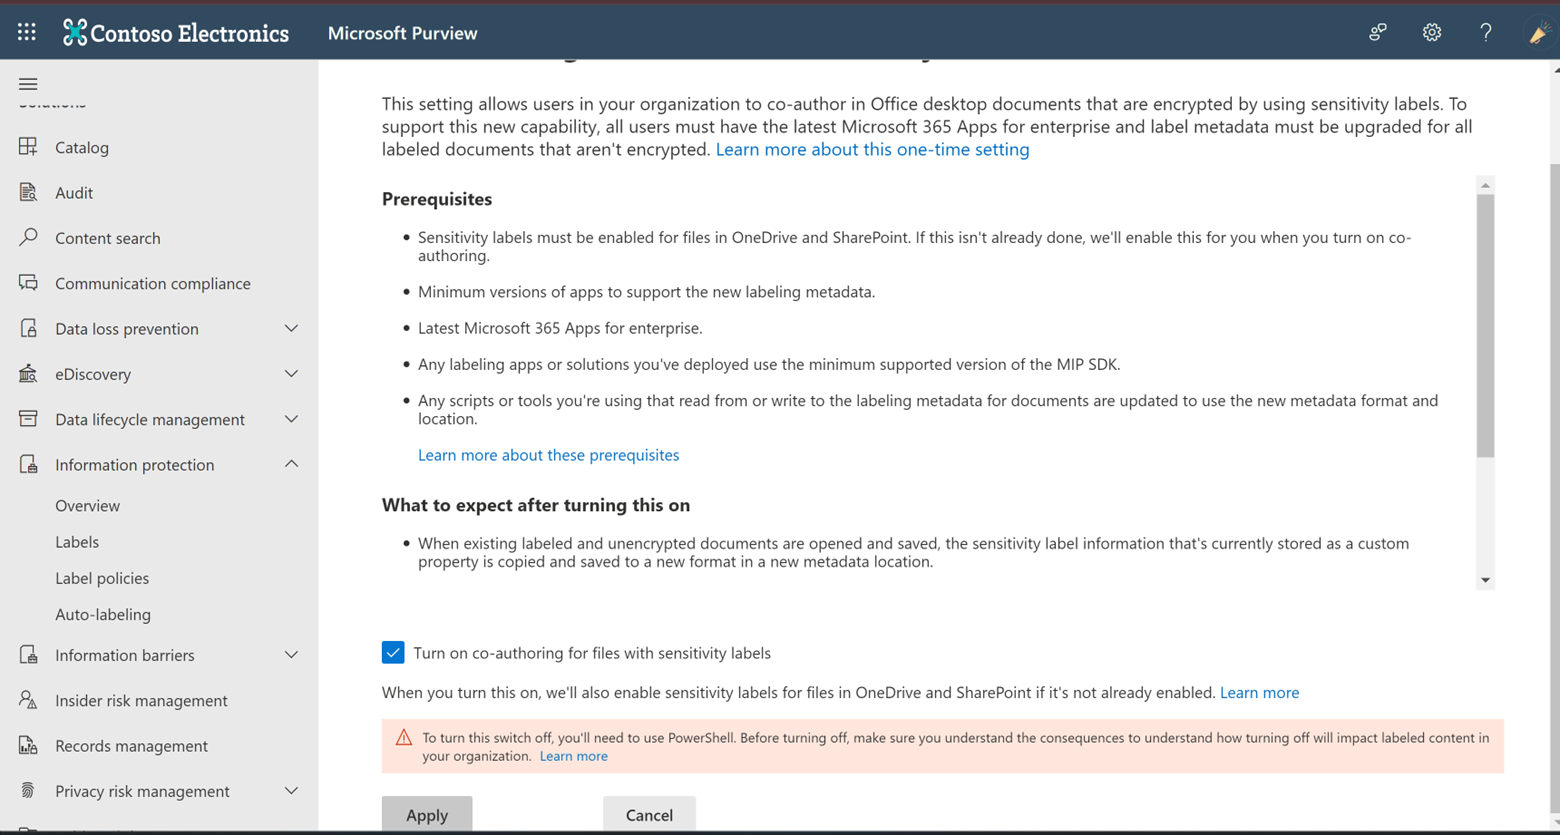 Contoso Electronics
Microsoft Purview
?
Solutions
Catalog
Audit
Content search
Communication compliance
Data loss prevention
eDiscovery
Data lifecycle management
Information protection
Overview
Labels
Label policies
Auto-labeling
Information barriers
Insider risk management
Records management
Privacy risk management
This setting allows users in your organization to co-author in Office desktop documents that are encrypted by using sensitivity labels. To
support this new capability, all users must have the latest Microsoft 365 Apps for enterprise and label metadata must be upgraded for all
labeled documents that aren't encrypted. Learn more about this one-time setting
Prerequisites
• Sensitivity labels must be enabled for files in OneDrive and SharePoint. If this isn't already done, we'll enable this for you when you turn on co-
authoring.
• Minimum versions of apps to support the new labeling metadata.
• Latest Microsoft 365 Apps for enterprise.
• Any labeling apps or solutions you've deployed use the minimum supported version of the MIP SDK.
• Any scripts or tools you're using that read from or write to the labeling metadata for documents are updated to use the new metadata format and
location.
Learn more about these prerequisites
What to expect after turning this on
• When existing labeled and unencrypted documents are opened and saved, the sensitivity label information that's currently stored as a custom
property is copied and saved to a new format in a new metadata location.
Turn on co-authoring for files with sensitivity labels
When you turn this on, we'll also enable sensitivity labels for files in OneDrive and SharePoint if it's not already enabled. Learn more
To turn this switch off, you'll need to use PowerShell. Before turning off, make sure you understand the consequences to understand how turning off will impact labeled content in
your organization. Learn more
Apply
Cancel